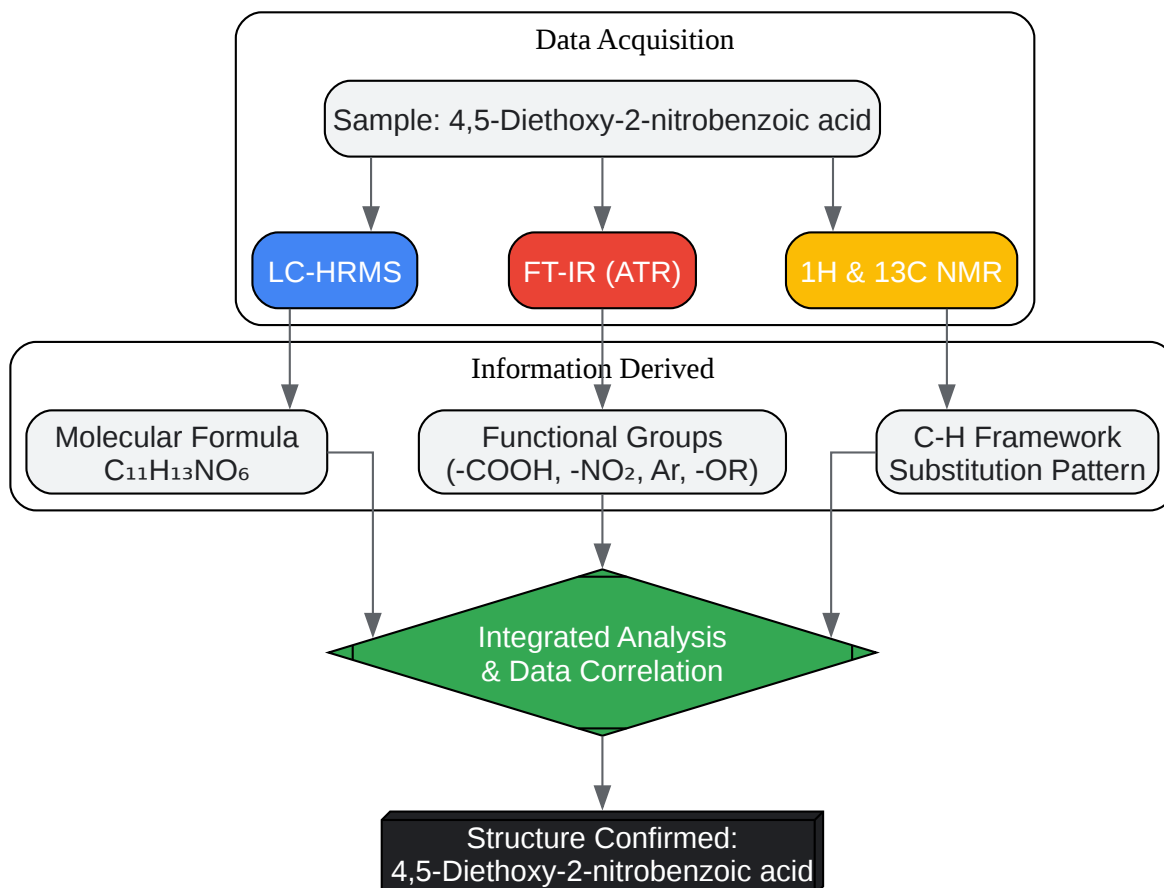 Data Acquisition
Sample: 4,5-Diethoxy-2-nitrobenzoic acid
LC-HRMS
FT-IR (ATR)
1H & 13C NMR
Information Derived
Molecular Formula
C₁₁H₁₃NO₆
Functional Groups
(-COOH, -NO₂, Ar, -OR)
C-H Framework
Substitution Pattern
Integrated Analysis
& Data Correlation
Structure Confirmed:
4,5-Diethoxy-2-nitrobenzoic acid